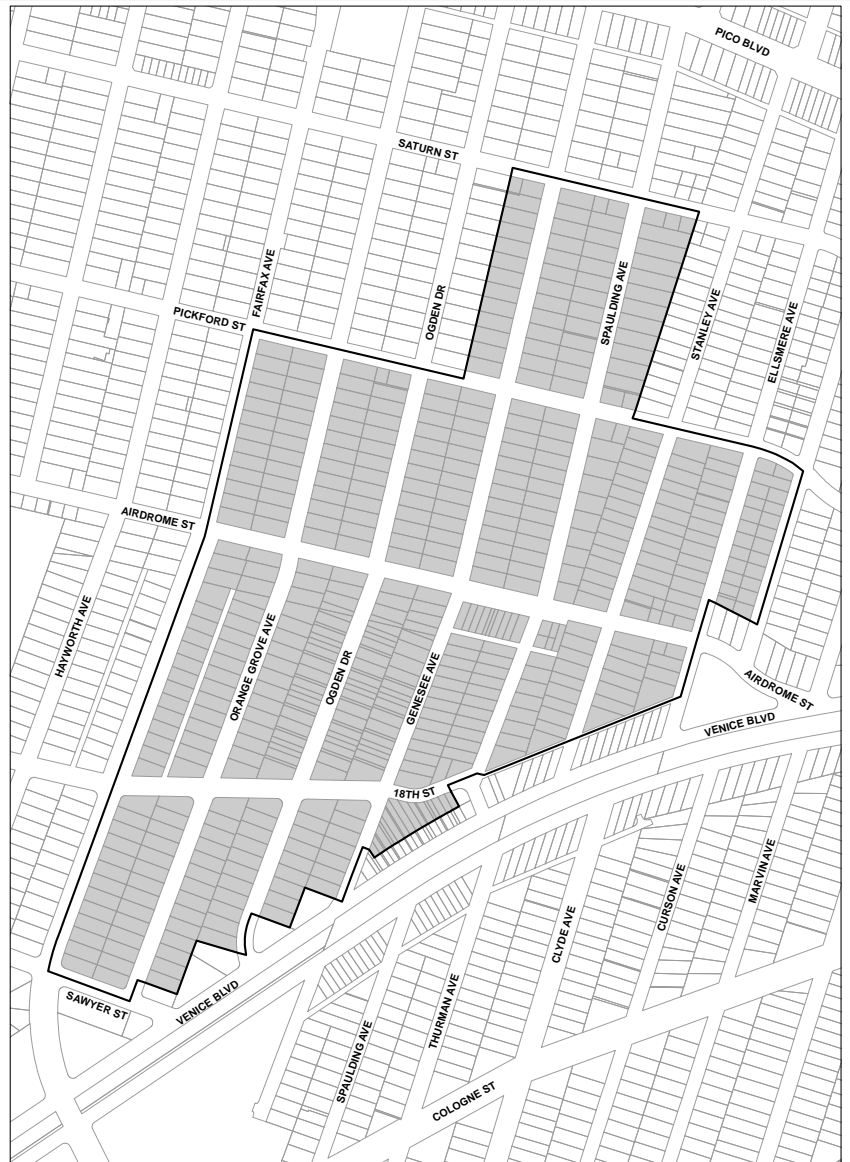 PICO BLVD
SATURN ST
FAIRFAX AVE
OGDEN DR
SPAULDING AVE
STANLEY AVE
ELLSMERE AVE
PICKFORD ST
AIRDROME ST
HAYWORTH AVE
ORANGE GROVE AVE
OGDEN DR
GENESEE AVE
AIRDROME ST
VENICE BLVD
18TH ST
MARVIN AVE
CURSON AVE
CLYDE AVE
THURMAN AVE
SAWYER ST
VENICE BLVD
SPAULDING AVE
COLOGNE ST